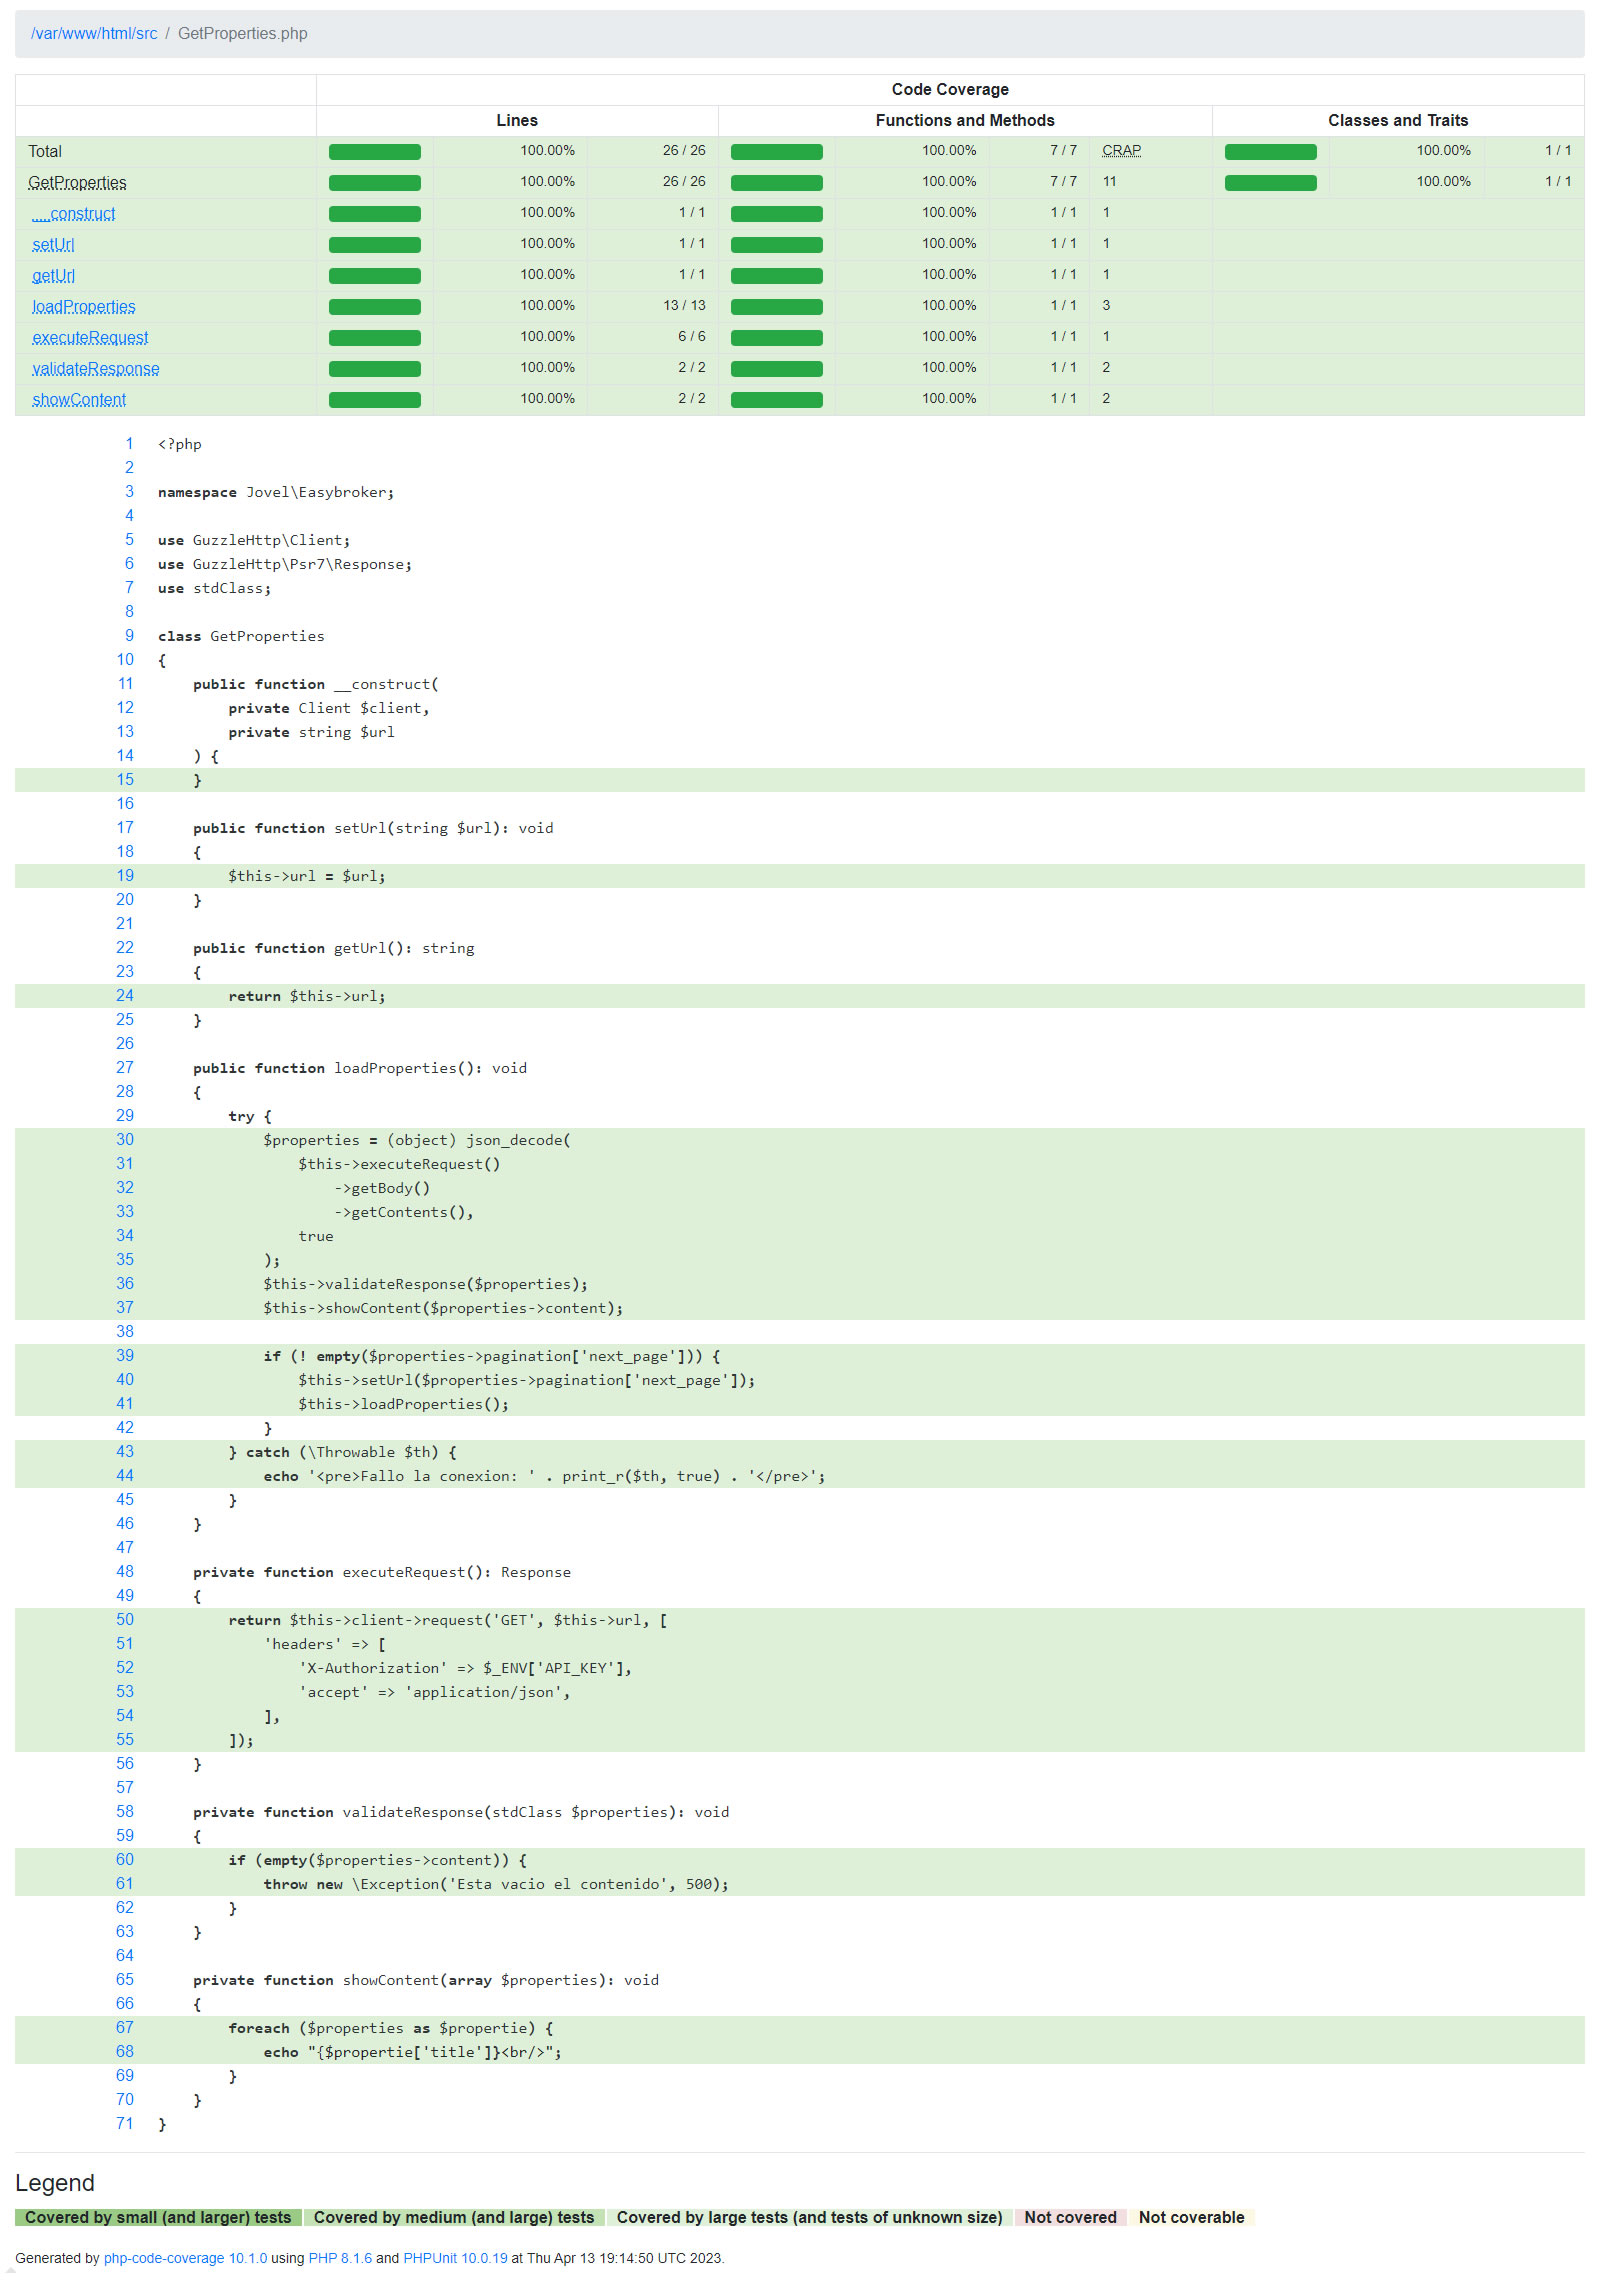 /var/www/html/src / GetProperties.php
Code Coverage
Lines Functions and Methods Classes and Traits
Total 100.00% 26 / 26 100.00% 7 / 7 CRAP 100.00% 1 / 1
GetProperties 100.00% 26 / 26 100.00% 7 / 7 11 100.00% 1 / 1
__construct 100.00% 1 / 1 100.00% 1 / 1 1
setUrl 100.00% 1 / 1 100.00% 1 / 1 1
getUrl 100.00% 1 / 1 100.00% 1 / 1 1
loadProperties 100.00% 13 / 13 100.00% 1 / 1 3
executeRequest 100.00% 6 / 6 100.00% 1 / 1 1
validateResponse 100.00% 2 / 2 100.00% 1 / 1 2
showContent 100.00% 2 / 2 100.00% 1 / 1 2
1 <?php
2
3 namespace Jovel\Easybroker;
4
5 use GuzzleHttp\Client;
6 use GuzzleHttp\Psr7\Response;
7 use stdClass;
8
9 class GetProperties
10 {
11     public function __construct(
12         private Client $client,
13         private string $url
14     ) {
15     }
16
17     public function setUrl(string $url): void
18     {
19         $this->url = $url;
20     }
21
22     public function getUrl(): string
23     {
24         return $this->url;
25     }
26
27     public function loadProperties(): void
28     {
29         try {
30             $properties = (object) json_decode(
31                 $this->executeRequest()
32                     ->getBody()
33                     ->getContents(),
34                 true
35             );
36             $this->validateResponse($properties);
37             $this->showContent($properties->content);
38
39             if (! empty($properties->pagination['next_page'])) {
40                 $this->setUrl($properties->pagination['next_page']);
41                 $this->loadProperties();
42             }
43         } catch (\Throwable $th) {
44             echo '<pre>Fallo la conexion: ' . print_r($th, true) . '</pre>';
45         }
46     }
47
48     private function executeRequest(): Response
49     {
50         return $this->client->request('GET', $this->url, [
51             'headers' => [
52                 'X-Authorization' => $_ENV['API_KEY'],
53                 'accept' => 'application/json',
54             ],
55         ]);
56     }
57
58     private function validateResponse(stdClass $properties): void
59     {
60         if (empty($properties->content)) {
61             throw new \Exception('Esta vacio el contenido', 500);
62         }
63     }
64
65     private function showContent(array $properties): void
66     {
67         foreach ($properties as $propertie) {
68             echo "{$propertie['title']}<br/>";
69         }
70     }
71 }
Legend
Covered by small (and larger) tests Covered by medium (and large) tests Covered by large tests (and tests of unknown size) Not covered Not coverable
Generated by php-code-coverage 10.1.0 using PHP 8.1.6 and PHPUnit 10.0.19 at Thu Apr 13 19:14:50 UTC 2023.